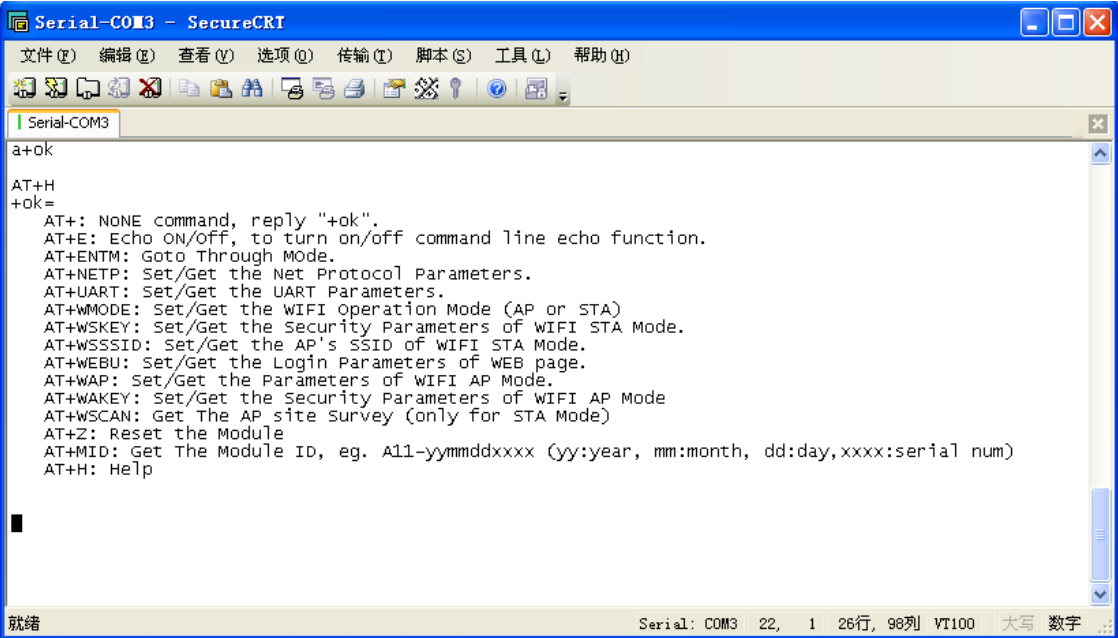 Serial-COM3 - SecureCRT
文件(F) 编辑(E) 查看(V) 选项(O) 传输(T) 脚本(S) 工具(L) 帮助(H)
Serial-COM3
a+ok
AT+H
+ok=
AT+: NONE command, reply "+ok".
AT+E: Echo ON/Off, to turn on/off command line echo function.
AT+ENTM: Goto Through MOde.
AT+NETP: Set/Get the Net Protocol Parameters.
AT+UART: Set/Get the UART Parameters.
AT+WMODE: Set/Get the WIFI Operation Mode (AP or STA)
AT+WSKEY: Set/Get the Security Parameters of WIFI STA Mode.
AT+WSSSID: Set/Get the AP's SSID of WIFI STA Mode.
AT+WEBU: Set/Get the Login Parameters of WEB page.
AT+WAP: Set/Get the Parameters of WIFI AP Mode.
AT+WAKEY: Set/Get the Security Parameters of WIFI AP Mode
AT+WSCAN: Get The AP site Survey (only for STA Mode)
AT+Z: Reset the Module
AT+MID: Get The Module ID, eg. A11-yymmddxxxx (yy:year, mm:month, dd:day,xxxx:serial num)
AT+H: Help
就绪 Serial: COM3 22, 1 26行, 98列 VT100 大写 数字